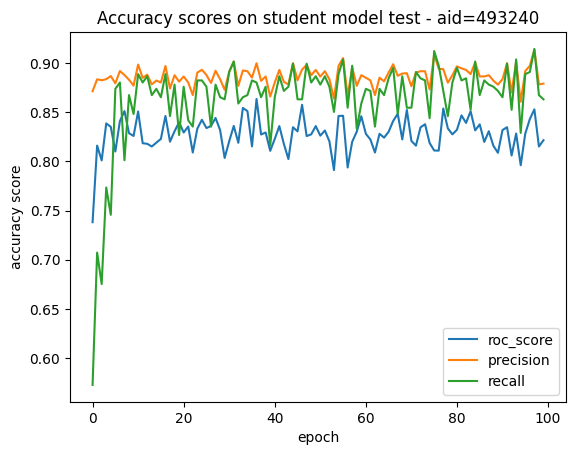 Accuracy scores on student model test - aid=493240
accuracy score
0.90
0.85
0.80
0.75
0.70
0.65
0.60
0
20
40
60
80
100
epoch
roc_score
precision
recall